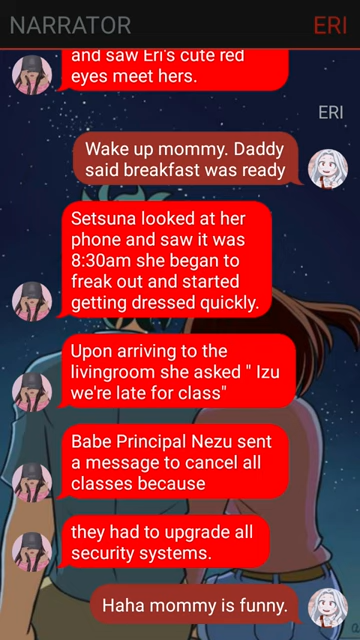 NARRATOR
ERI
and saw Eri's cute red
eyes meet hers.
ERI
Wake up mommy. Daddy
said breakfast was ready
Setsuna looked at her
phone and saw it was
8:30am she began to
freak out and started
getting dressed quickly.
Upon arriving to the
livingroom she asked " Izu
we're late for class"
Babe Principal Nezu sent
a message to cancel all
classes because
they had to upgrade all
security systems.
Haha mommy is funny.